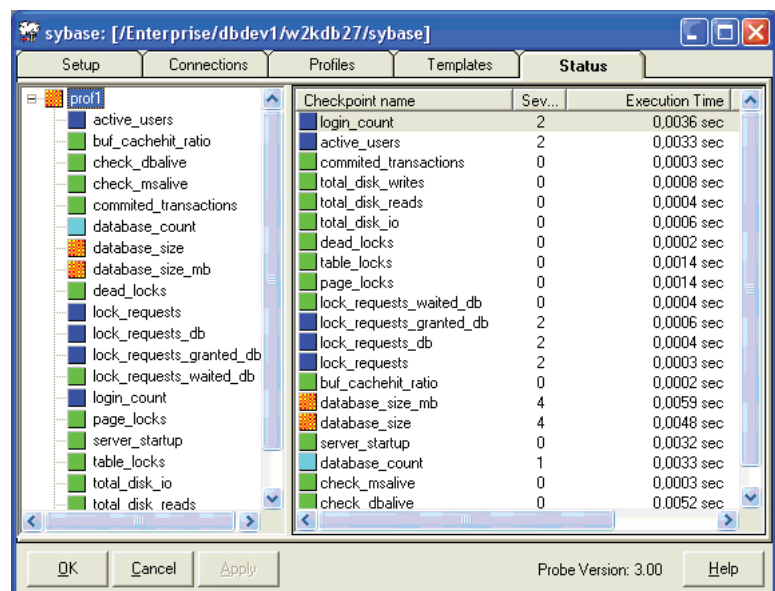 sybase: [/Enterprise/dbdev1/w2kdb27/sybase]
Setup Connections Profiles Templates Status
prof1
active_users
buf_cachehit_ratio
check_dbalive
check_msalive
commited_transactions
database_count
database_size
database_size_mb
dead_locks
lock_requests
lock_requests_db
lock_requests_granted_db
lock_requests_waited_db
login_count
page_locks
server_startup
table_locks
total_disk_io
total_disk_reads
Checkpoint name Sev... Execution Time
login_count 2 0,0036 sec
active_users 2 0,0033 sec
commited_transactions 0 0,0003 sec
total_disk_writes 0 0,0008 sec
total_disk_reads 0 0,0004 sec
total_disk_io 0 0,0006 sec
dead_locks 0 0,0002 sec
table_locks 0 0,0014 sec
page_locks 0 0,0014 sec
lock_requests_waited_db 0 0,0004 sec
lock_requests_granted_db 2 0,0006 sec
lock_requests_db 2 0,0004 sec
lock_requests 2 0,0003 sec
buf_cachehit_ratio 0 0,0002 sec
database_size_mb 4 0,0059 sec
database_size 4 0,0048 sec
server_startup 0 0,0032 sec
database_count 1 0,0033 sec
check_msalive 0 0,0003 sec
check_dbalive 0 0,0052 sec
OK Cancel Apply Probe Version: 3.00 Help